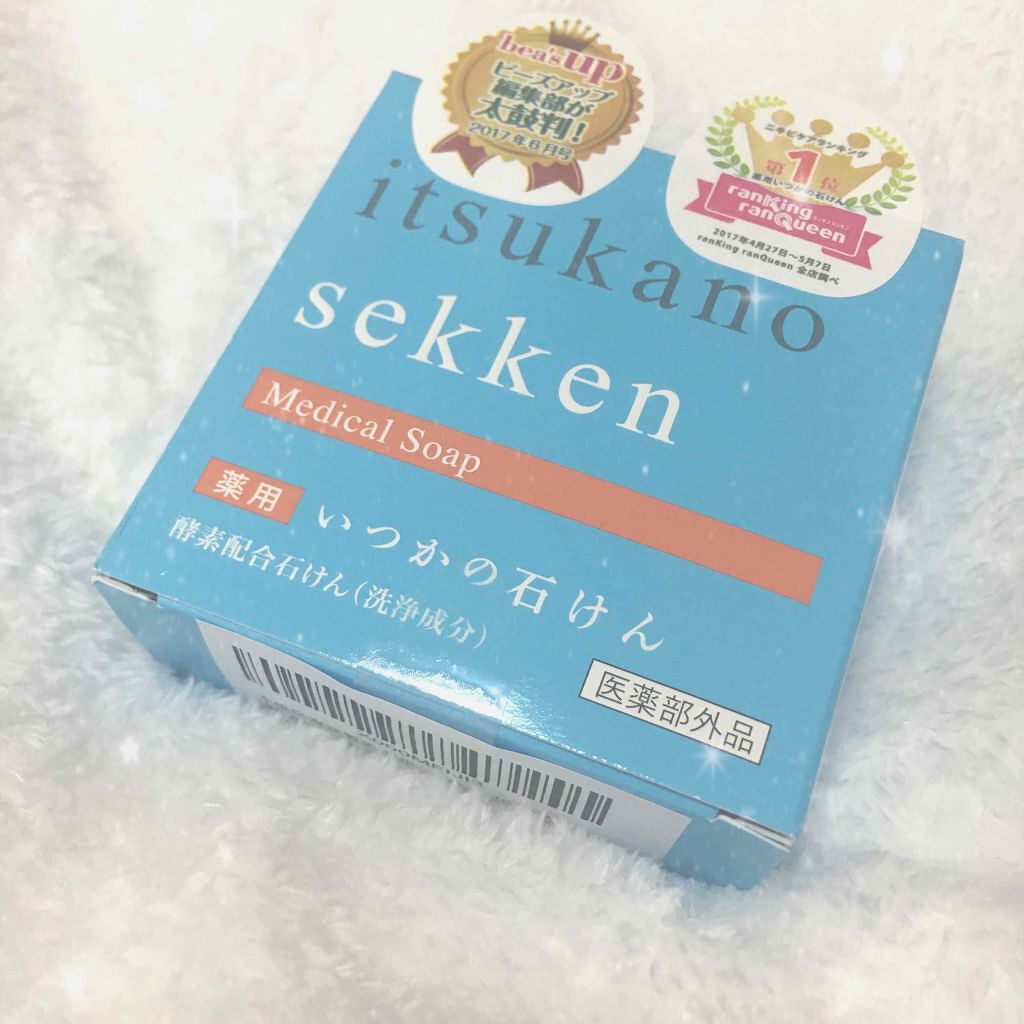 bea's up
ビーズアップ
編集部が
太鼓判!
2017年6月号
ニキビケアランキング
第1位
薬用いつかの石けん
ranKing
ranQueen
2017年4月27日〜5月7日
ranKing ranQueen 全店調べ
itsukano
sekken
Medical Soap
薬用 いつかの石けん
酵素配合石けん(洗浄成分)
医薬部外品